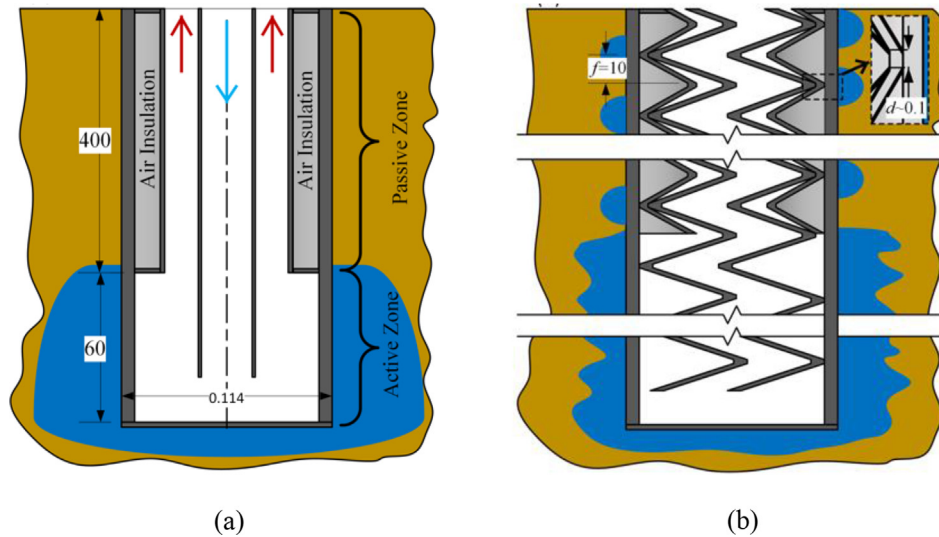 Air Insulation
Air Insulation
400
Passive Zone
60
Active Zone
0.114
f=10
d~0.1
(a)
(b)